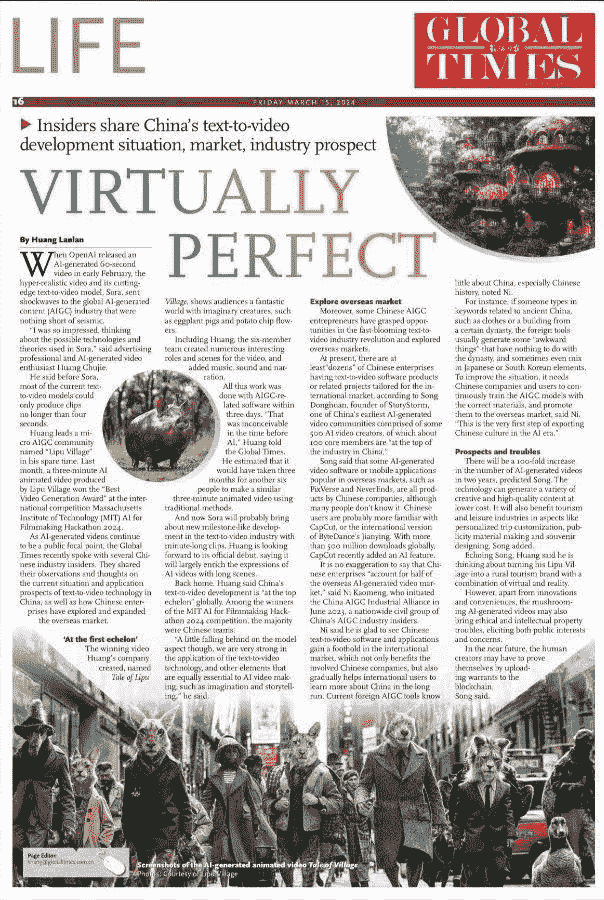 LIFE
GLOBAL
TIMES
16
FRIDAY MARCH 15, 2024
Insiders share China's text-to-video
development situation, market, industry prospect
VIRTUALLY
PERFECT
By Huang Lanlan
When OpenAI released an
AI-generated 60-second
video in early February, the
hyper-realistic video and its cutting-
edge text-to-video model, Sora, sent
shockwaves to the global AI-generated
content (AIGC) industry that were
nothing short of seismic.
"I was so impressed, thinking
about the possible technologies and
theories used in Sora," said advertising
professional and AI-generated video
enthusiast Huang Chujie.
He said before Sora,
most of the current text-
to-video models could
only produce clips
no longer than four
seconds.
Huang leads a mi-
cro AIGC community
named "Lipu Village"
in his spare time. Last
month, a three-minute AI
animated video produced
by Lipu Village won the "Best
Video Generation Award" at the inter-
national competition Massachusetts
Institute of Technology (MIT) AI for
Filmmaking Hackathon 2024.
As AI-generated videos continue
to be a public focal point, the Global
Times recently spoke with several Chi-
nese industry insiders. They shared
their observations and thoughts on
the current situation and application
prospects of text-to-video technology in
China, as well as how Chinese enter-
prises have explored and expanded
the overseas market.
'At the first echelon'
The winning video
Huang's company
created, named
Tale of Lipu
Village, shows audiences a fantastic
world with imaginary creatures, such
as eggplant pigs and potato chip flow-
ers.
Including Huang, the six-member
team created numerous interesting
roles and scenes for the video, and
added music, sound and nar-
ration.
All this work was
done with AIGC-re-
lated software within
three days. "That
was inconceivable
in the time before
AI," Huang told
the Global Times.
He estimated that it
would have taken three
months for another six
people to make a similar
three-minute animated video using
traditional methods.
And now Sora will probably bring
about new milestone-like develop-
ment in the text-to-video industry with
minute-long clips. Huang is looking
forward to its official debut, saying it
will largely enrich the expressions of
AI videos with long scenes.
Back home, Huang said China's
text-to-video development is "at the top
echelon" globally. Among the winners
of the MIT AI for Filmmaking Hack-
athon 2024 competition, the majority
were Chinese teams.
"A little falling behind on the model
aspect though, we are very strong in
the application of the text-to-video
technology, and other elements that
are equally essential to AI video mak-
ing, such as imagination and storytell-
ing," he said.
Explore overseas market
Moreover, some Chinese AIGC
entrepreneurs have grasped oppor-
tunities in the fast-blooming text-to-
video industry revolution and explored
overseas markets.
At present, there are at
least "dozens" of Chinese enterprises
having text-to-video software products
or related projects tailored for the in-
ternational market, according to Song
Donghuan, founder of StoryStorm,
one of China's earliest AI-generated
video communities comprised of some
500 AI video creators, of which about
100 core members are "at the top of
the industry in China."
Song said that some AI-generated
video software or mobile applications
popular in overseas markets, such as
PixVerse and NeverEnds, are all prod-
ucts by Chinese companies, although
many people don't know it. Chinese
users are probably more familiar with
CapCut, or the international version
of ByteDance's Jianying. With more
than 500 million downloads globally,
CapCut recently added an AI feature.
It is no exaggeration to say that Chi-
nese enterprises "account for half of
the overseas AI-generated video mar-
ket," said Ni Kaomeng, who initiated
the China AIGC Industrial Alliance in
June 2023, a nationwide civil group of
China's AIGC industry insiders.
Ni said he is glad to see Chinese
text-to-video software and applications
gain a foothold in the international
market, which not only benefits the
involved Chinese companies, but also
gradually helps international users to
learn more about China in the long
run. Current foreign AIGC tools know
little about China, especially Chinese
history, noted Ni.
For instance, if someone types in
keywords related to ancient China,
such as clothes or a building from
a certain dynasty, the foreign tools
usually generate some "awkward
things" that have nothing to do with
the dynasty, and sometimes even mix
in Japanese or South Korean elements.
To improve the situation, it needs
Chinese companies and users to con-
tinuously train the AIGC models with
the correct materials, and promote
them to the overseas market, said Ni.
"This is the very first step of exporting
Chinese culture in the AI era."
Prospects and troubles
There will be a 100-fold increase
in the number of AI-generated videos
in two years, predicted Song. The
technology can generate a variety of
creative and high-quality content at
lower cost. It will also benefit tourism
and leisure industries in aspects like
personalized trip customization, pub-
licity material making and souvenir
designing, Song added.
Echoing Song, Huang said he is
thinking about turning his Lipu Vil-
lage into a rural tourism brand with a
combination of virtual and reality.
However, apart from innovations
and conveniences, the mushroom-
ing AI-generated videos may also
bring ethical and intellectual property
troubles, eliciting both public interests
and concerns.
In the near future, the human
creators may have to prove
themselves by upload-
ing warrants to the
blockchain,
Song said.
Page Editor:
Screenshots of the AI-generated animated video Tale of Village
Photos: Courtesy of Lipu Village